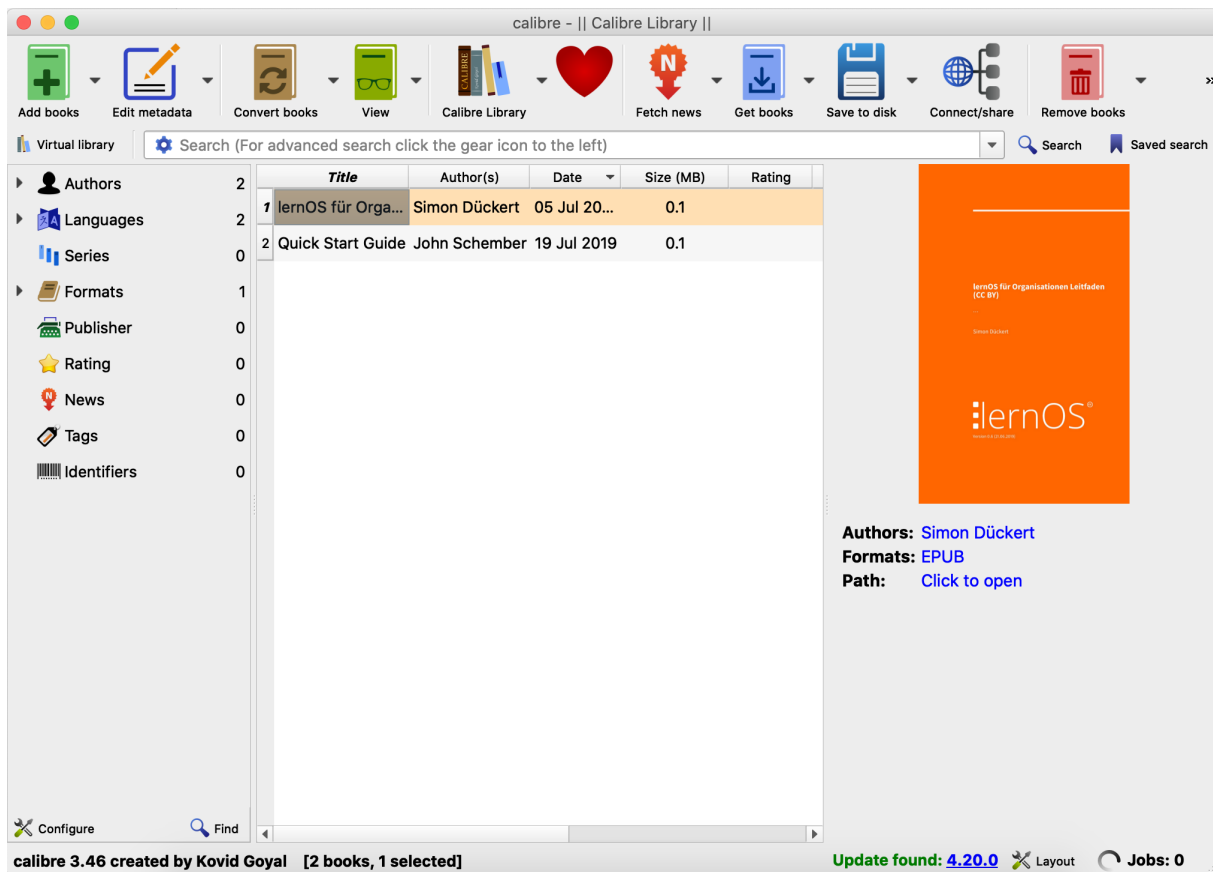 calibre - || Calibre Library ||
Add books Edit metadata Convert books View Calibre Library Fetch news Get books Save to disk Connect/share Remove books »
Virtual library Search (For advanced search click the gear icon to the left) Search Saved search
Authors 2
Languages 2
Series 0
Formats 1
Publisher 0
Rating 0
News 0
Tags 0
Identifiers 0
Configure Find
Title Author(s) Date Size (MB) Rating
1 lernOS für Orga... Simon Dückert 05 Jul 20... 0.1
2 Quick Start Guide John Schember 19 Jul 2019 0.1
lernOS für Organisationen Leitfaden
(CC BY)
Simon Dückert
lernOS®
Authors: Simon Dückert
Formats: EPUB
Path: Click to open
calibre 3.46 created by Kovid Goyal [2 books, 1 selected] Update found: 4.20.0 Layout Jobs: 0